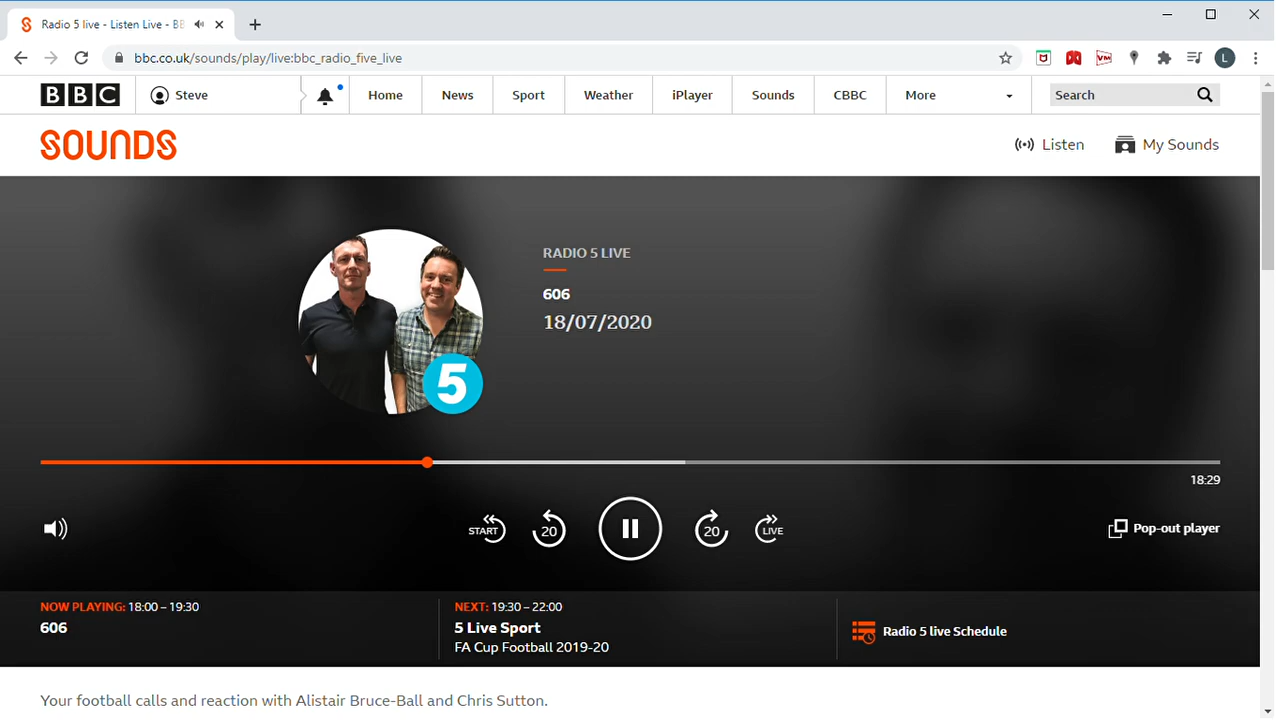 Radio 5 live - Listen Live - BB
bbc.co.uk/sounds/play/live:bbc_radio_five_live
VM
L
BBC
Steve
Home
News
Sport
Weather
iPlayer
Sounds
CBBC
More
Search
SOUNDS
Listen
My Sounds
RADIO 5 LIVE
606
18/07/2020
5
18:29
START
20
20
LIVE
Pop-out player
NOW PLAYING: 18:00 – 19:30
606
NEXT: 19:30 – 22:00
5 Live Sport
FA Cup Football 2019-20
Radio 5 live Schedule
Your football calls and reaction with Alistair Bruce-Ball and Chris Sutton.